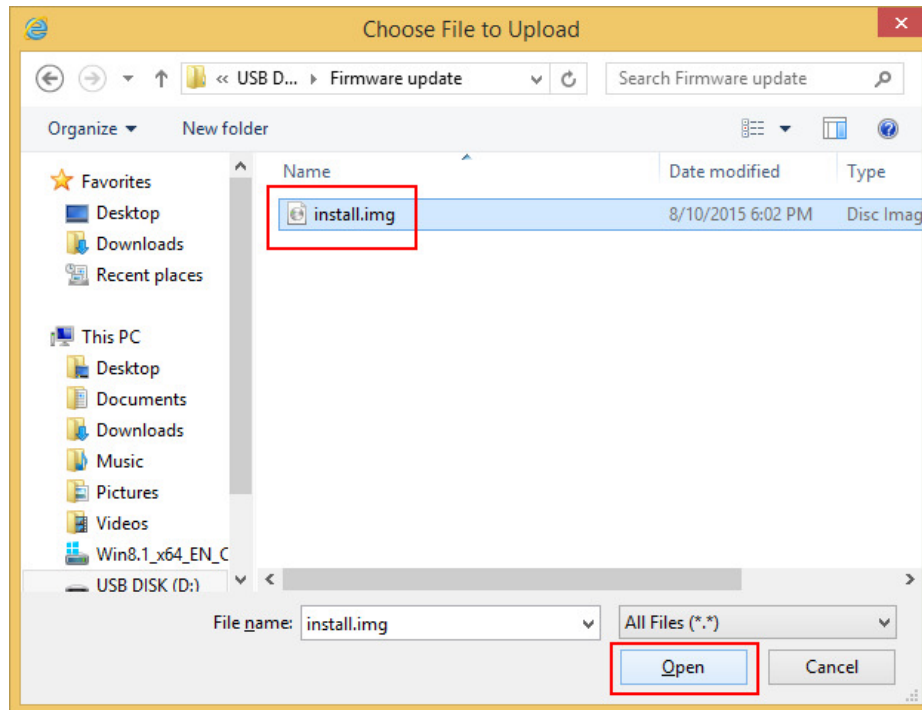 Choose File to Upload
« USB D... Firmware update
Search Firmware update
Organize
New folder
Name
Date modified
Type
Favorites
Desktop
Downloads
Recent places
This PC
Desktop
Documents
Downloads
Music
Pictures
Videos
Win8.1_x64_EN_C
USB DISK (D:)
install.img
8/10/2015 6:02 PM
Disc Imag
File name:
install.img
All Files (*.*)
Open
Cancel